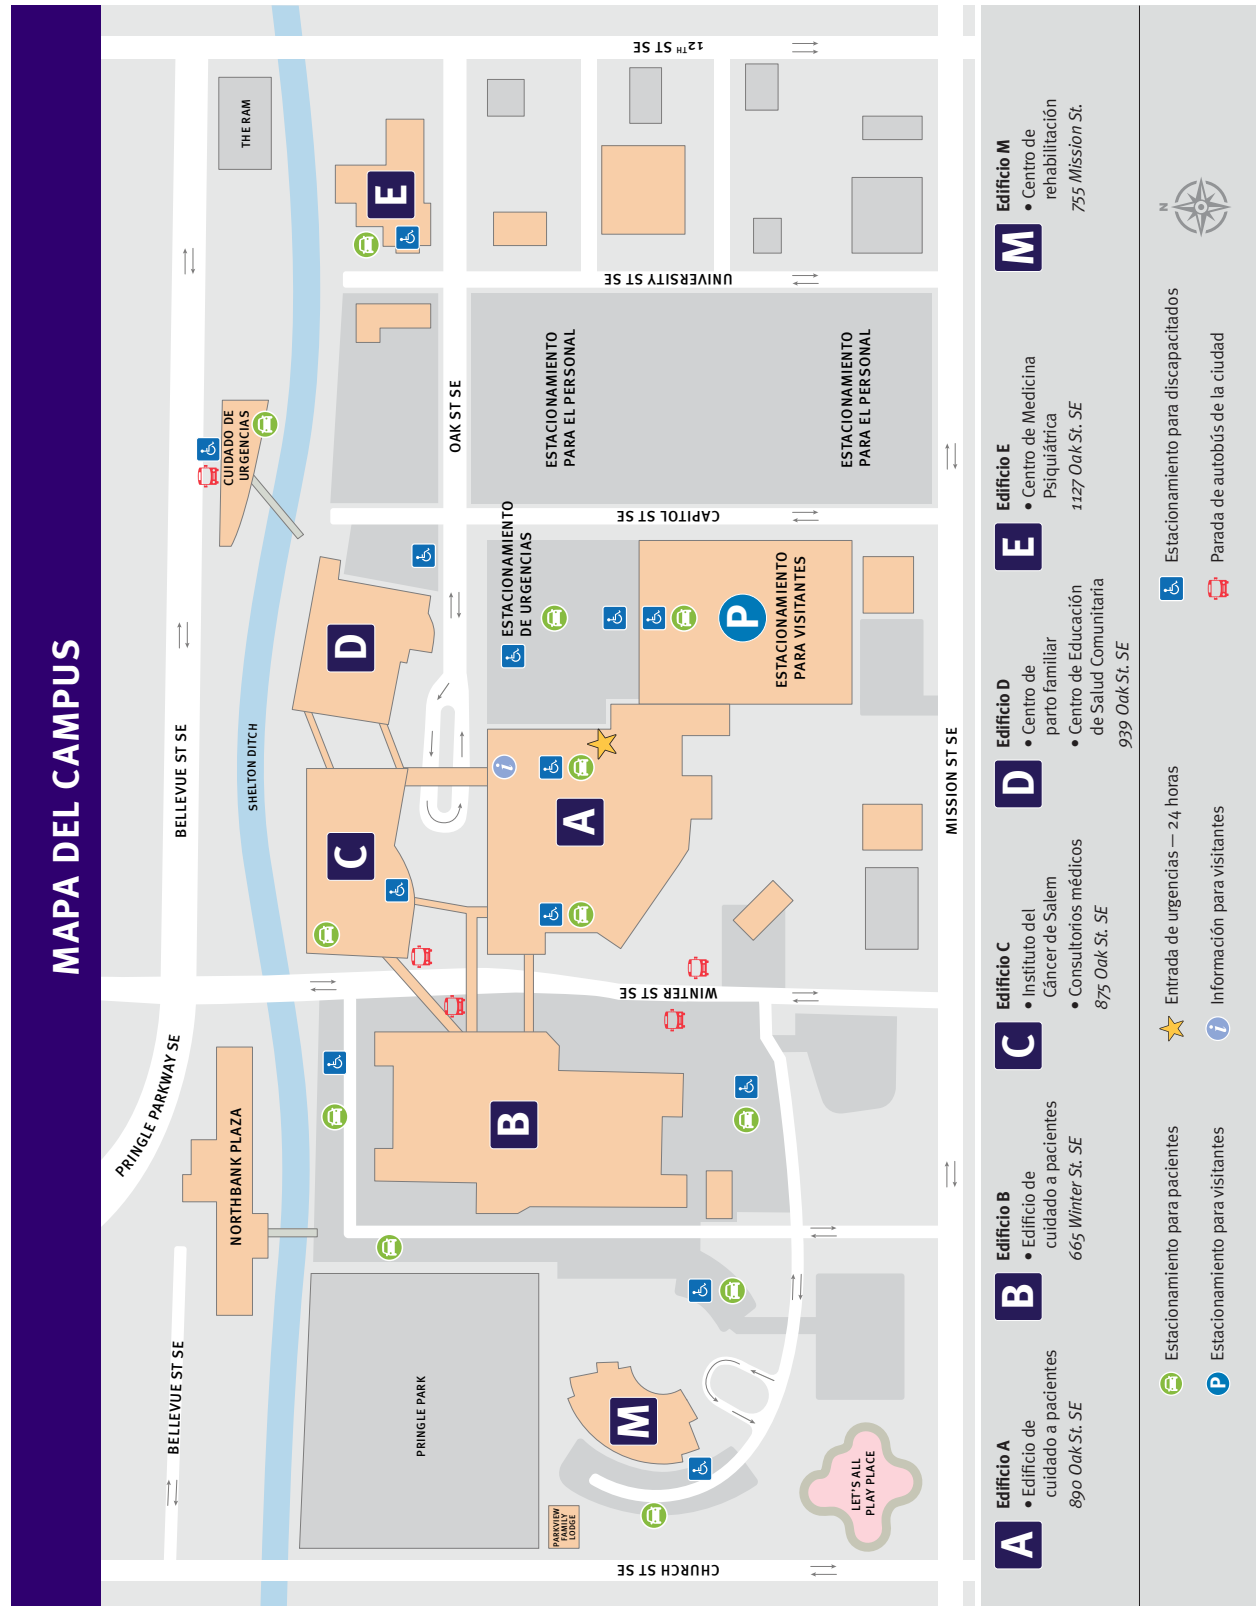 MAPA DEL CAMPUS
PRINGLE PARKWAY SE
BELLEVUE ST SE
BELLEVUE ST SE
NORTHBANK PLAZA
SHELTON DITCH
CUIDADO DE
URGENCIAS
THE RAM
PRINGLE PARK
PARKVIEW
FAMILY
LODGE
M
B
C
D
E
A
i
OAK ST SE
ESTACIONAMIENTO
DE URGENCIAS
P
ESTACIONAMIENTO
PARA VISITANTES
ESTACIONAMIENTO
PARA EL PERSONAL
ESTACIONAMIENTO
PARA EL PERSONAL
LET'S ALL
PLAY PLACE
CHURCH ST SE
WINTER ST SE
CAPITOL ST SE
UNIVERSITY ST SE
12TH ST SE
MISSION ST SE
A
Edificio A
• Edificio de
cuidado a pacientes
890 Oak St. SE
B
Edificio B
• Edificio de
cuidado a pacientes
665 Winter St. SE
C
Edificio C
• Instituto del
Cáncer de Salem
• Consultorios médicos
875 Oak St. SE
D
Edificio D
• Centro de
parto familiar
• Centro de Educación
de Salud Comunitaria
939 Oak St. SE
E
Edificio E
• Centro de Medicina
Psiquiátrica
1127 Oak St. SE
M
Edificio M
• Centro de
rehabilitación
755 Mission St.
Estacionamiento para pacientes
P Estacionamiento para visitantes
Entrada de urgencias — 24 horas
i Información para visitantes
Estacionamiento para discapacitados
Parada de autobús de la ciudad
N